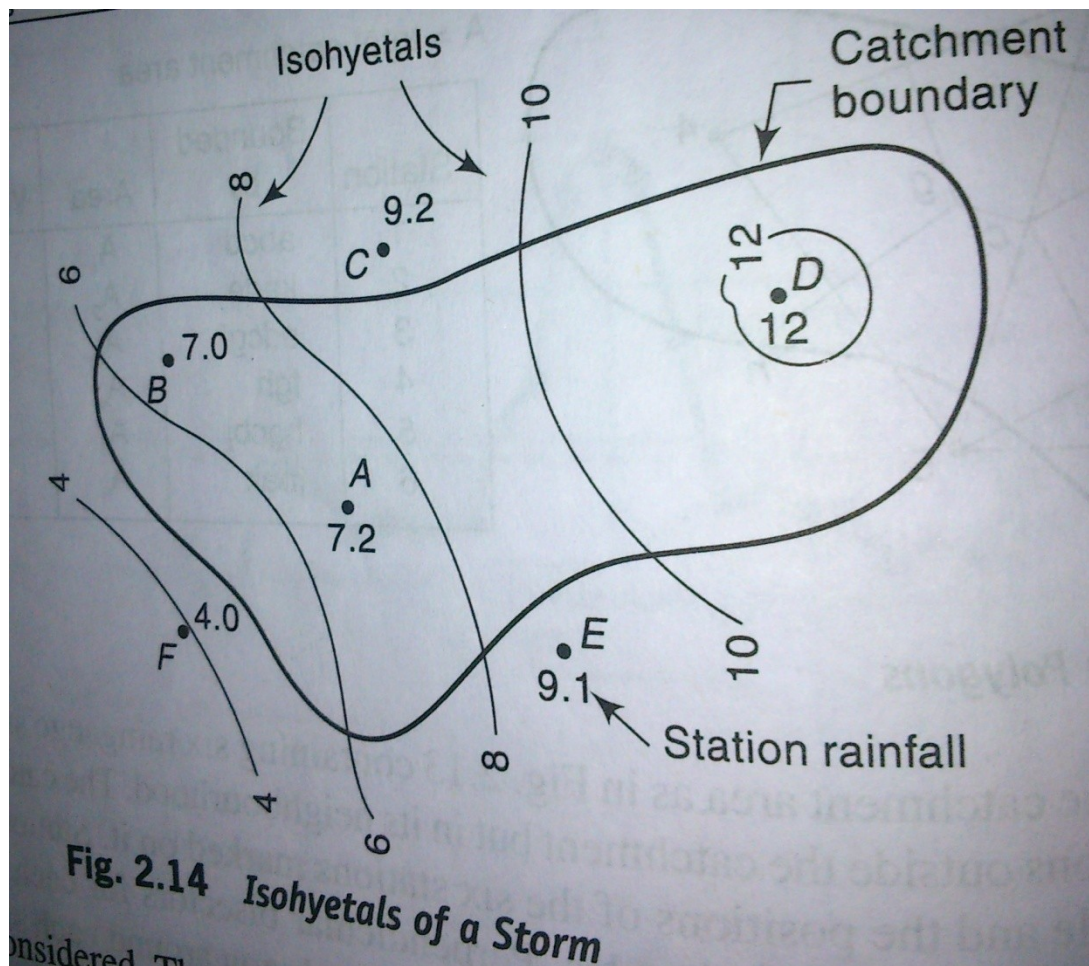 Isohyetals
Catchment
boundary
10
8
9.2
C
6
12
D
12
7.0
B
A
7.2
4
4.0
F
E
9.1
10
Station rainfall
8
4
6
Fig. 2.14 Isohyetals of a Storm